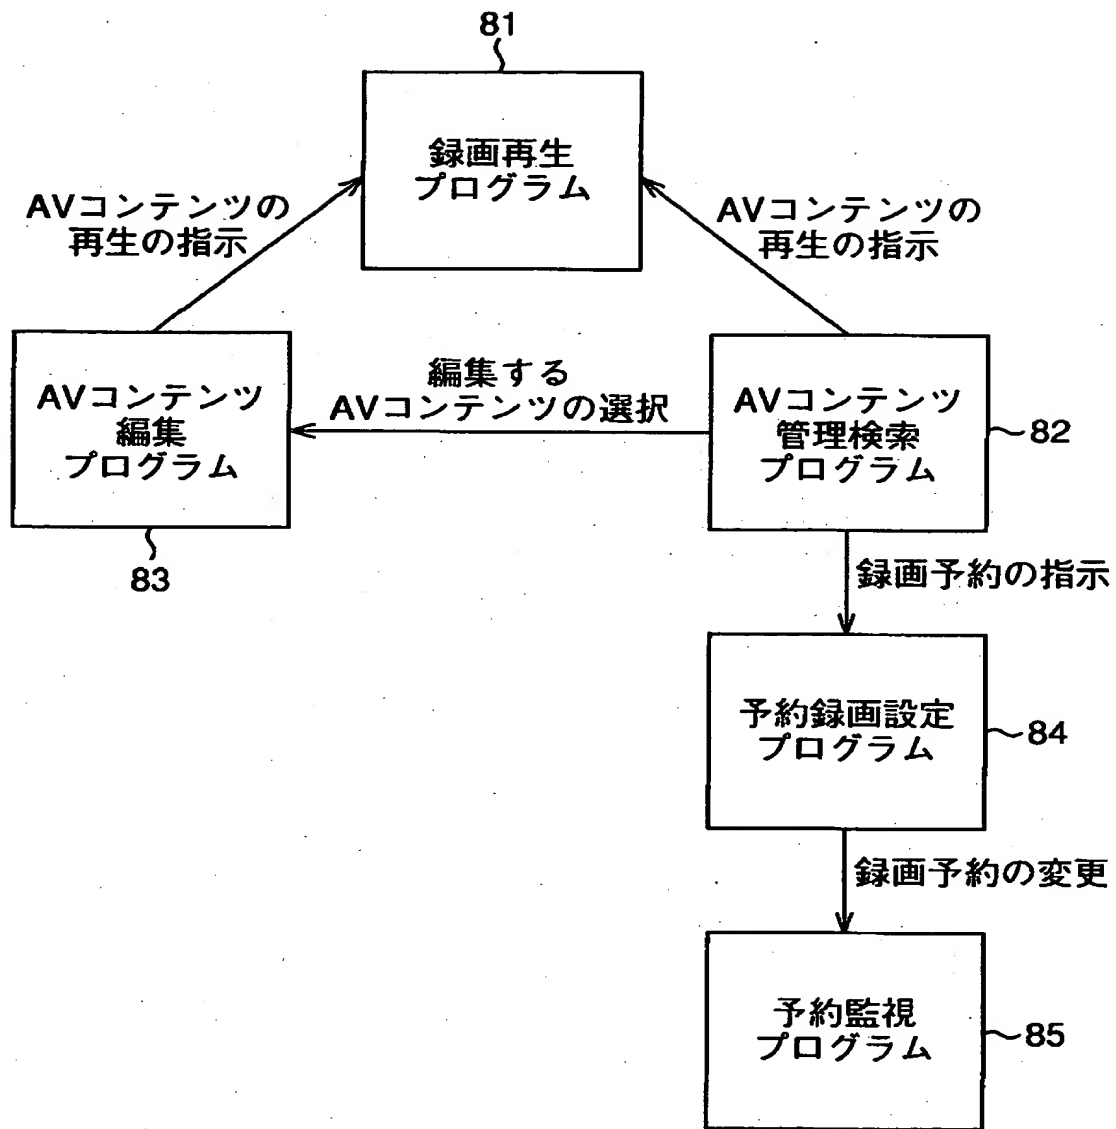 81
録画再生
プログラム
AVコンテンツの
再生の指示
AVコンテンツの
再生の指示
AVコンテンツ
編集
プログラム
83
編集する
AVコンテンツの選択
AVコンテンツ
管理検索
プログラム
82
録画予約の指示
予約録画設定
プログラム
84
録画予約の変更
予約監視
プログラム
85